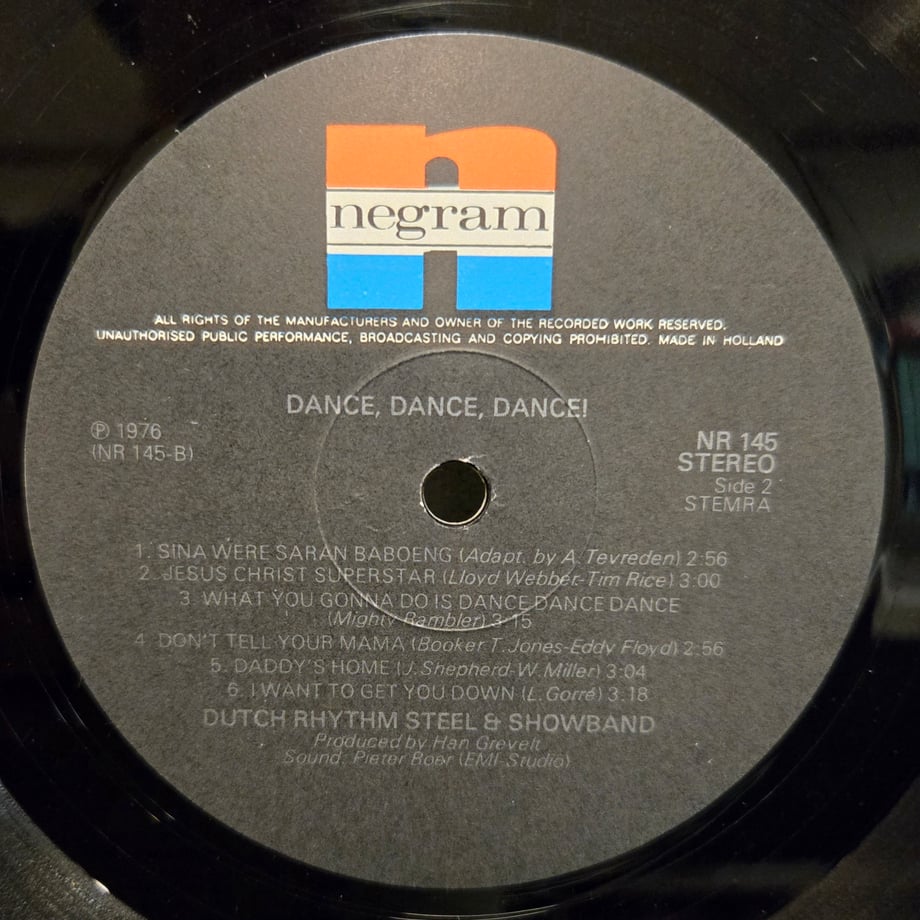 negram
ALL RIGHTS OF THE MANUFACTURERS AND OWNER OF THE RECORDED WORK RESERVED.
UNAUTHORISED PUBLIC PERFORMANCE, BROADCASTING AND COPYING PROHIBITED. MADE IN HOLLAND
DANCE, DANCE, DANCE!
℗ 1976
(NR 145-B)
NR 145
STEREO
Side 2
STEMRA
1. SINA WERE SARAN BABOENG (Adapt. by A. Tevreden) 2:56
2. JESUS CHRIST SUPERSTAR (Lloyd Webber-Tim Rice) 3:00
3. WHAT YOU GONNA DO IS DANCE DANCE DANCE
(Mighty Rambler) 3:15
4 DON'T TELL YOUR MAMA (Booker T. Jones-Eddy Floyd) 2:56
5. DADDY'S HOME (J. Shepherd-W. Miller) 3:04
6. I WANT TO GET YOU DOWN (L. Gorré) 3:18
DUTCH RHYTHM STEEL & SHOWBAND
Produced by Han Grevelt
Sound: Pieter Boer (EMI-Studio)